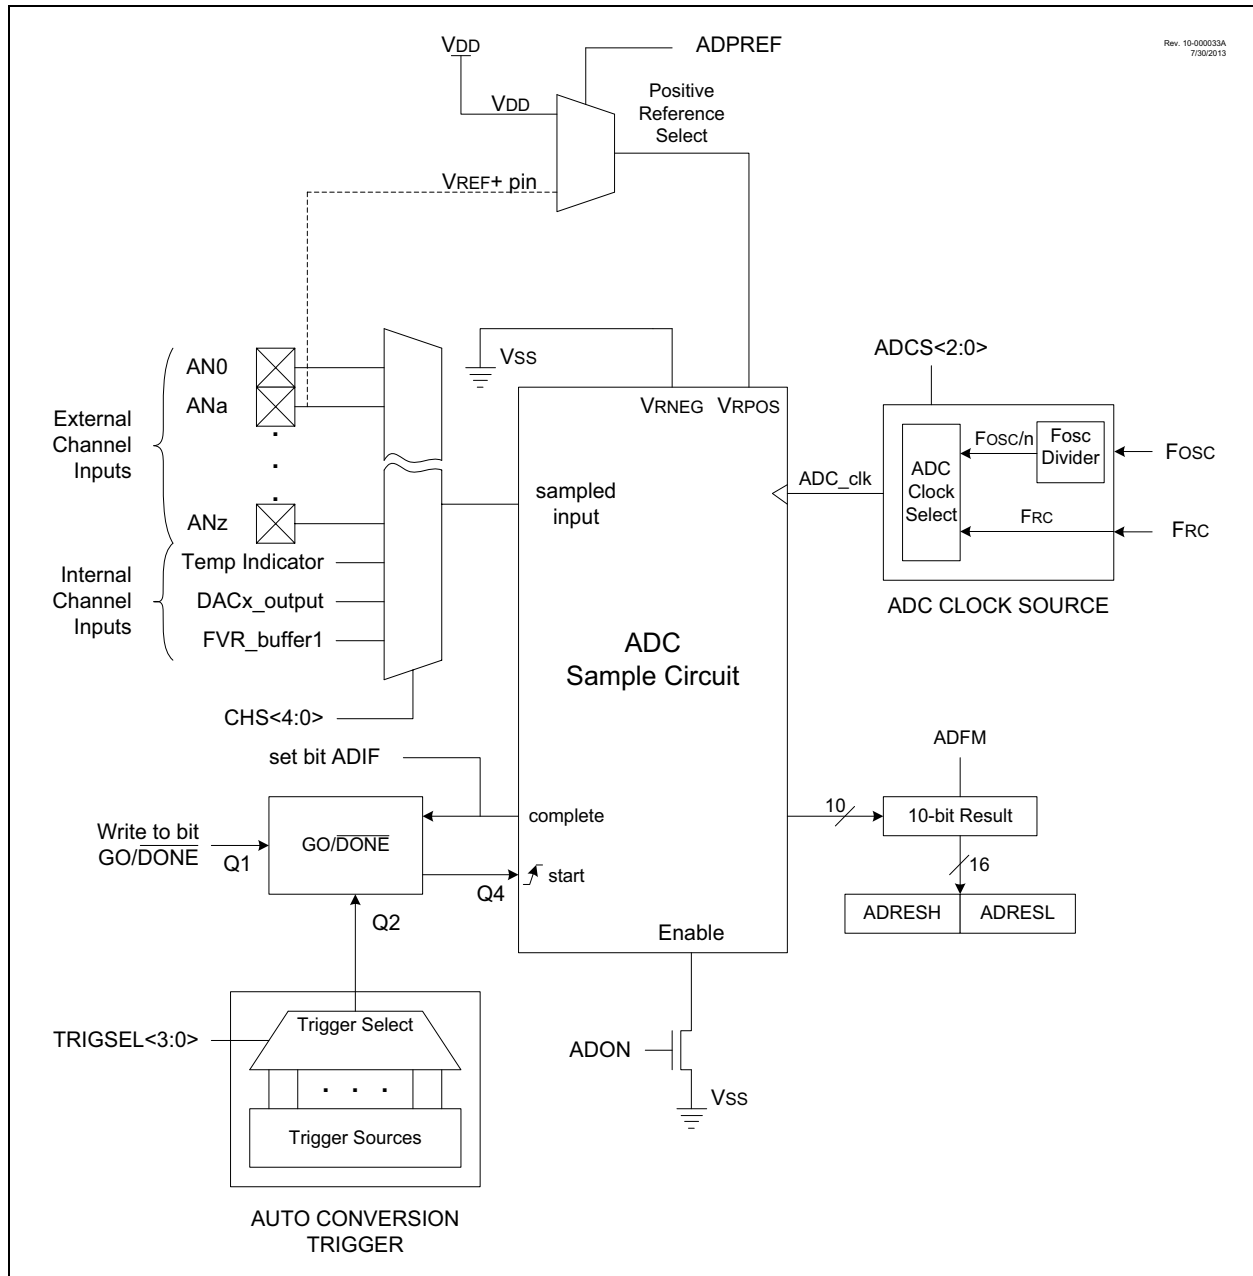 Rev. 10-000033A
7/30/2013
VDD
ADPREF
VDD
Positive
Reference
Select
VREF+ pin
AN0
ANa
.
.
.
ANz
External
Channel
Inputs
Temp Indicator
DACx_output
FVR_buffer1
Internal
Channel
Inputs
CHS<4:0>
VSS
VRNEG VRPOS
sampled
input
ADC_clk
ADC
Sample Circuit
ADCS<2:0>
ADC
Clock
Select
FOSC/n
Fosc
Divider
FOSC
FRC
FRC
ADC CLOCK SOURCE
set bit ADIF
complete
Write to bit
GO/DONE
Q1
GO/DONE
Q4
start
Q2
Enable
ADFM
10
10-bit Result
16
ADRESH ADRESL
TRIGSEL<3:0>
Trigger Select
. . .
Trigger Sources
AUTO CONVERSION
TRIGGER
ADON
VSS